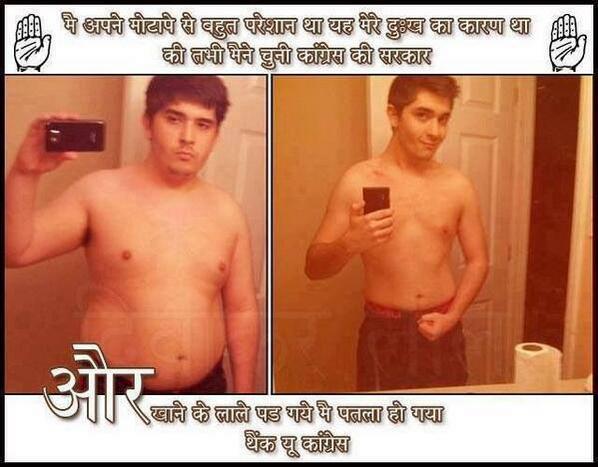 मै अपने मोटापे से बहुत परेशान था यह मेरे दुःख का कारण था
की तभी मैने चुनी कांग्रेस की सरकार
और
खाने के लाले पड गये मै पतला हो गया
थैंक यू कांग्रेस